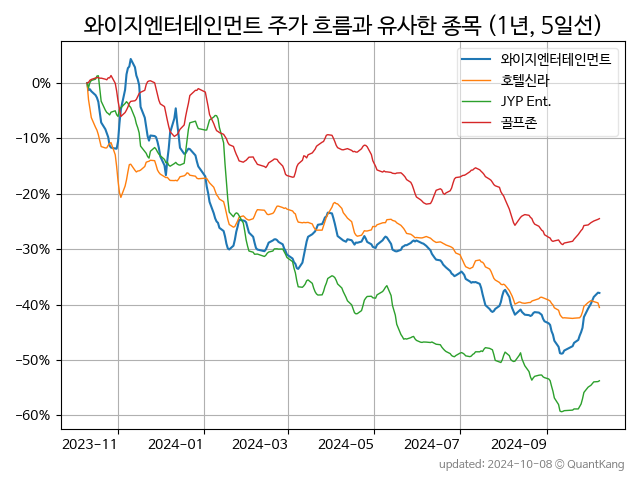 와이지엔터테인먼트 주가 흐름과 유사한 종목 (1년, 5일선)
와이지엔터테인먼트
호텔신라
JYP Ent.
골프존
0%
−10%
−20%
−30%
−40%
−50%
−60%
2023-11 2024-01 2024-03 2024-05 2024-07 2024-09
updated: 2024-10-08 © QuantKang